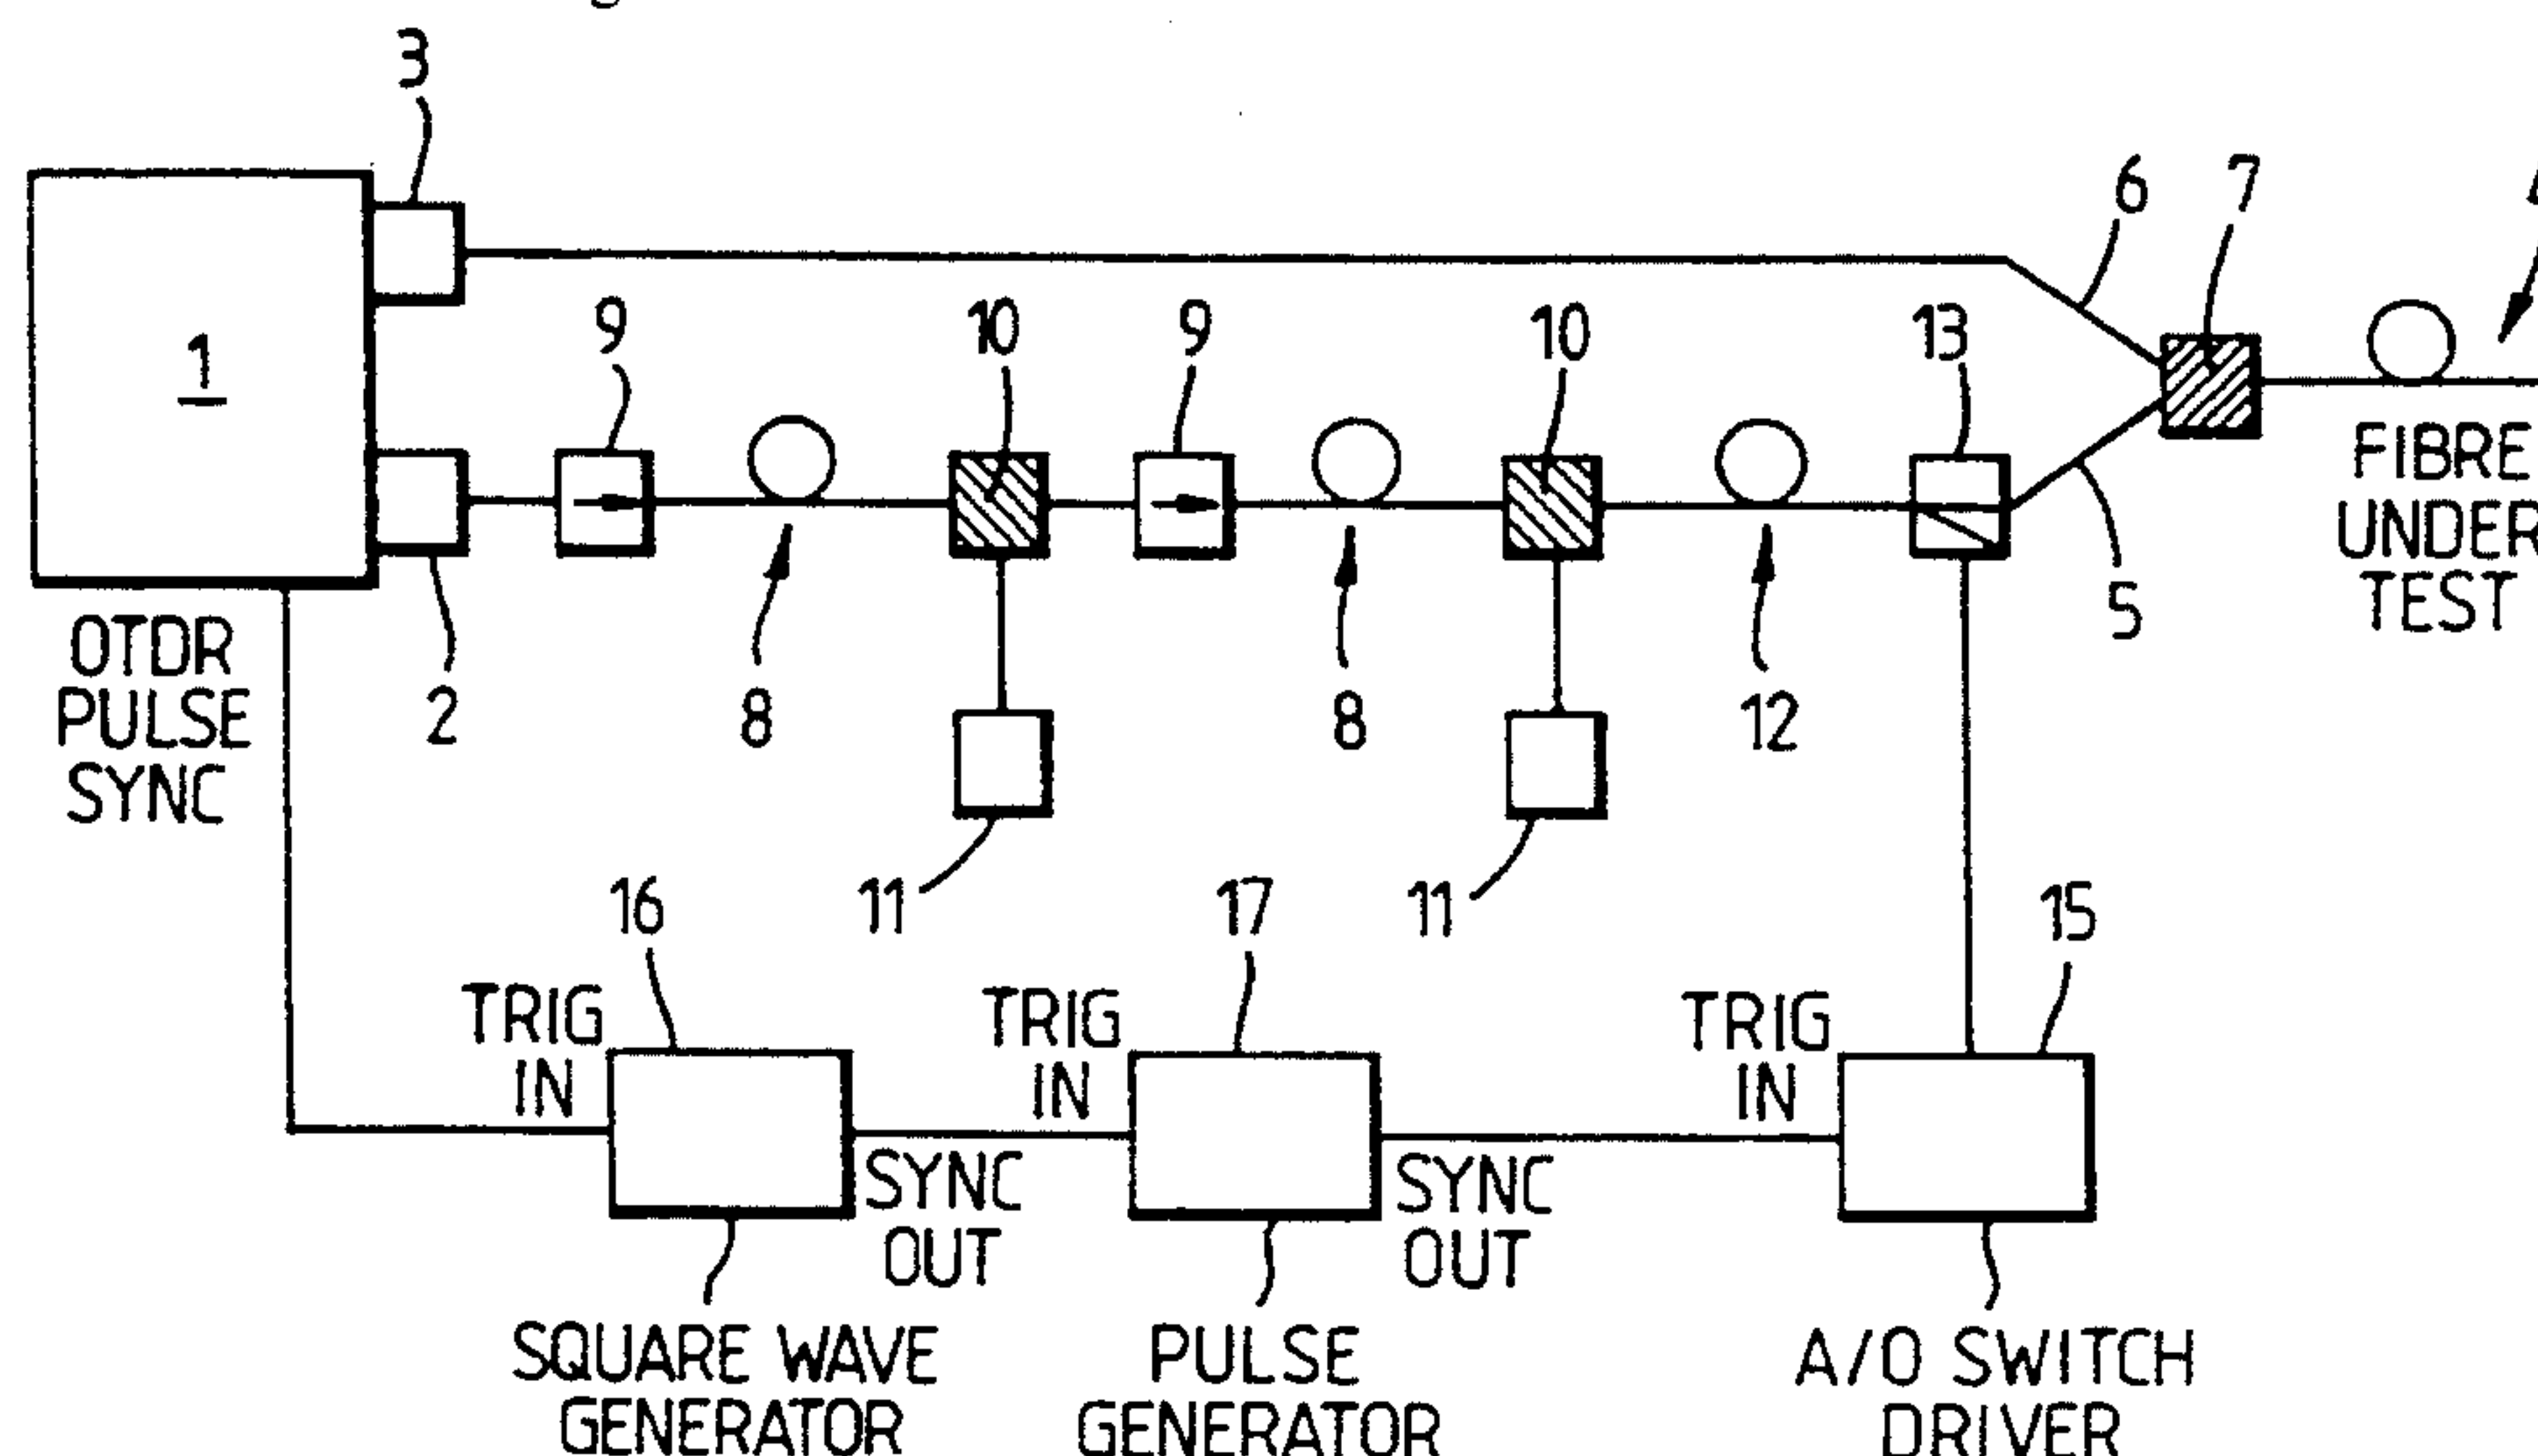 3
6
7
9
10
9
10
13
1
FIBRE
UNDER
TEST
5
OTDR
PULSE
SYNC
2
8
8
12
11
11
16
17
15
TRIG
IN
TRIG
IN
TRIG
IN
SYNC
OUT
SYNC
OUT
SQUARE WAVE
GENERATOR
PULSE
GENERATOR
A/O SWITCH
DRIVER